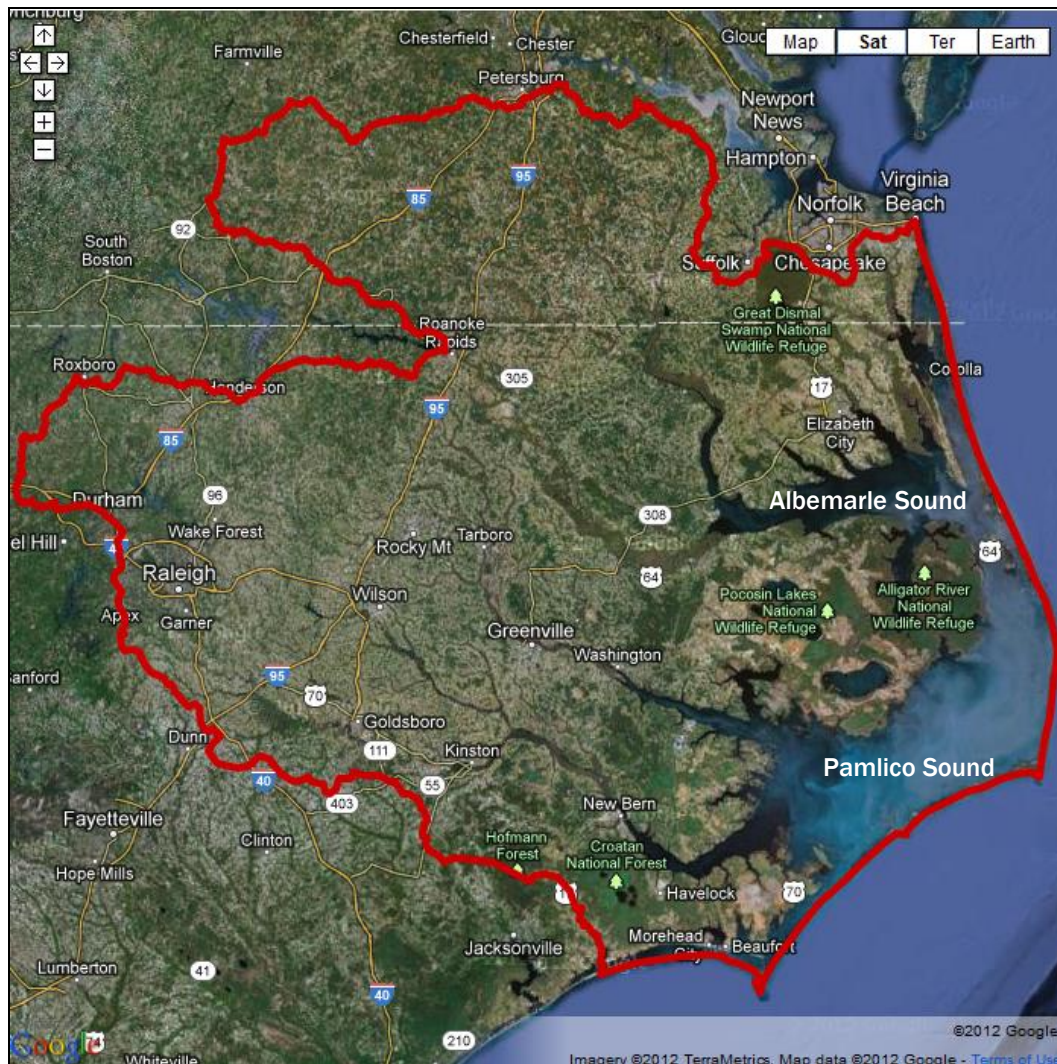 Farmville
Chesterfield
Chester
Map
Sat
Ter
Earth
Petersburg
Newport
News
Hampton
95
85
Virginia
Beach
Norfolk
92
South
Boston
Suffolk
Chesapeake
Great Dismal
Swamp National
Wildlife Refuge
Roanoke
Rapids
Roxboro
Henderson
305
17
Corolla
95
Elizabeth
City
85
Durham
96
Albemarle Sound
308
Wake Forest
Rocky Mt
Tarboro
64
Raleigh
64
Apex
Garner
Wilson
Pocosin Lakes
National
Wildlife Refuge
Alligator River
National
Wildlife Refuge
Greenville
Washington
95
70
Goldsboro
Dunn
111
Kinston
40
55
Pamlico Sound
403
New Bern
Fayetteville
Clinton
Hofmann
Forest
Croatan
National Forest
Hope Mills
Havelock
70
Jacksonville
Morehead
City
Beaufort
Lumberton
41
40
210
Google
Whiteville
©2012 Google
Imagery ©2012 TerraMetrics, Map data ©2012 Google - Terms of Use